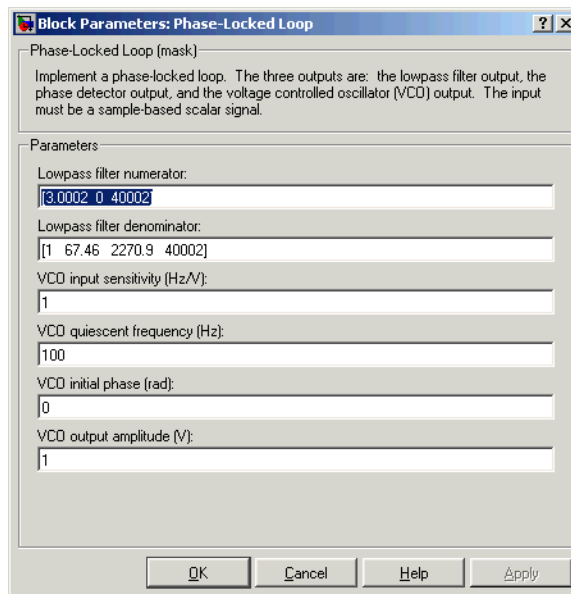 Block Parameters: Phase-Locked Loop
Phase-Locked Loop (mask)
Implement a phase-locked loop. The three outputs are: the lowpass filter output, the
phase detector output, and the voltage controlled oscillator (VCO) output. The input
must be a sample-based scalar signal.
Parameters
Lowpass filter numerator:
[3.0002 0 40002]
Lowpass filter denominator:
[1 67.46 2270.9 40002]
VCO input sensitivity (Hz/V):
1
VCO quiescent frequency (Hz):
100
VCO initial phase (rad):
0
VCO output amplitude (V):
1
OK Cancel Help Apply